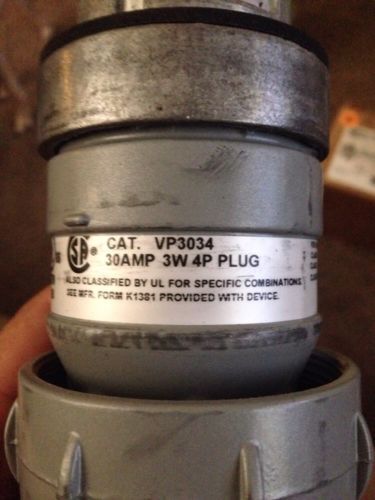 SA ®
CAT. VP3034
30AMP 3W 4P PLUG
ALSO CLASSIFIED BY UL FOR SPECIFIC COMBINATIONS.
SEE MFR. FORM K1381 PROVIDED WITH DEVICE.